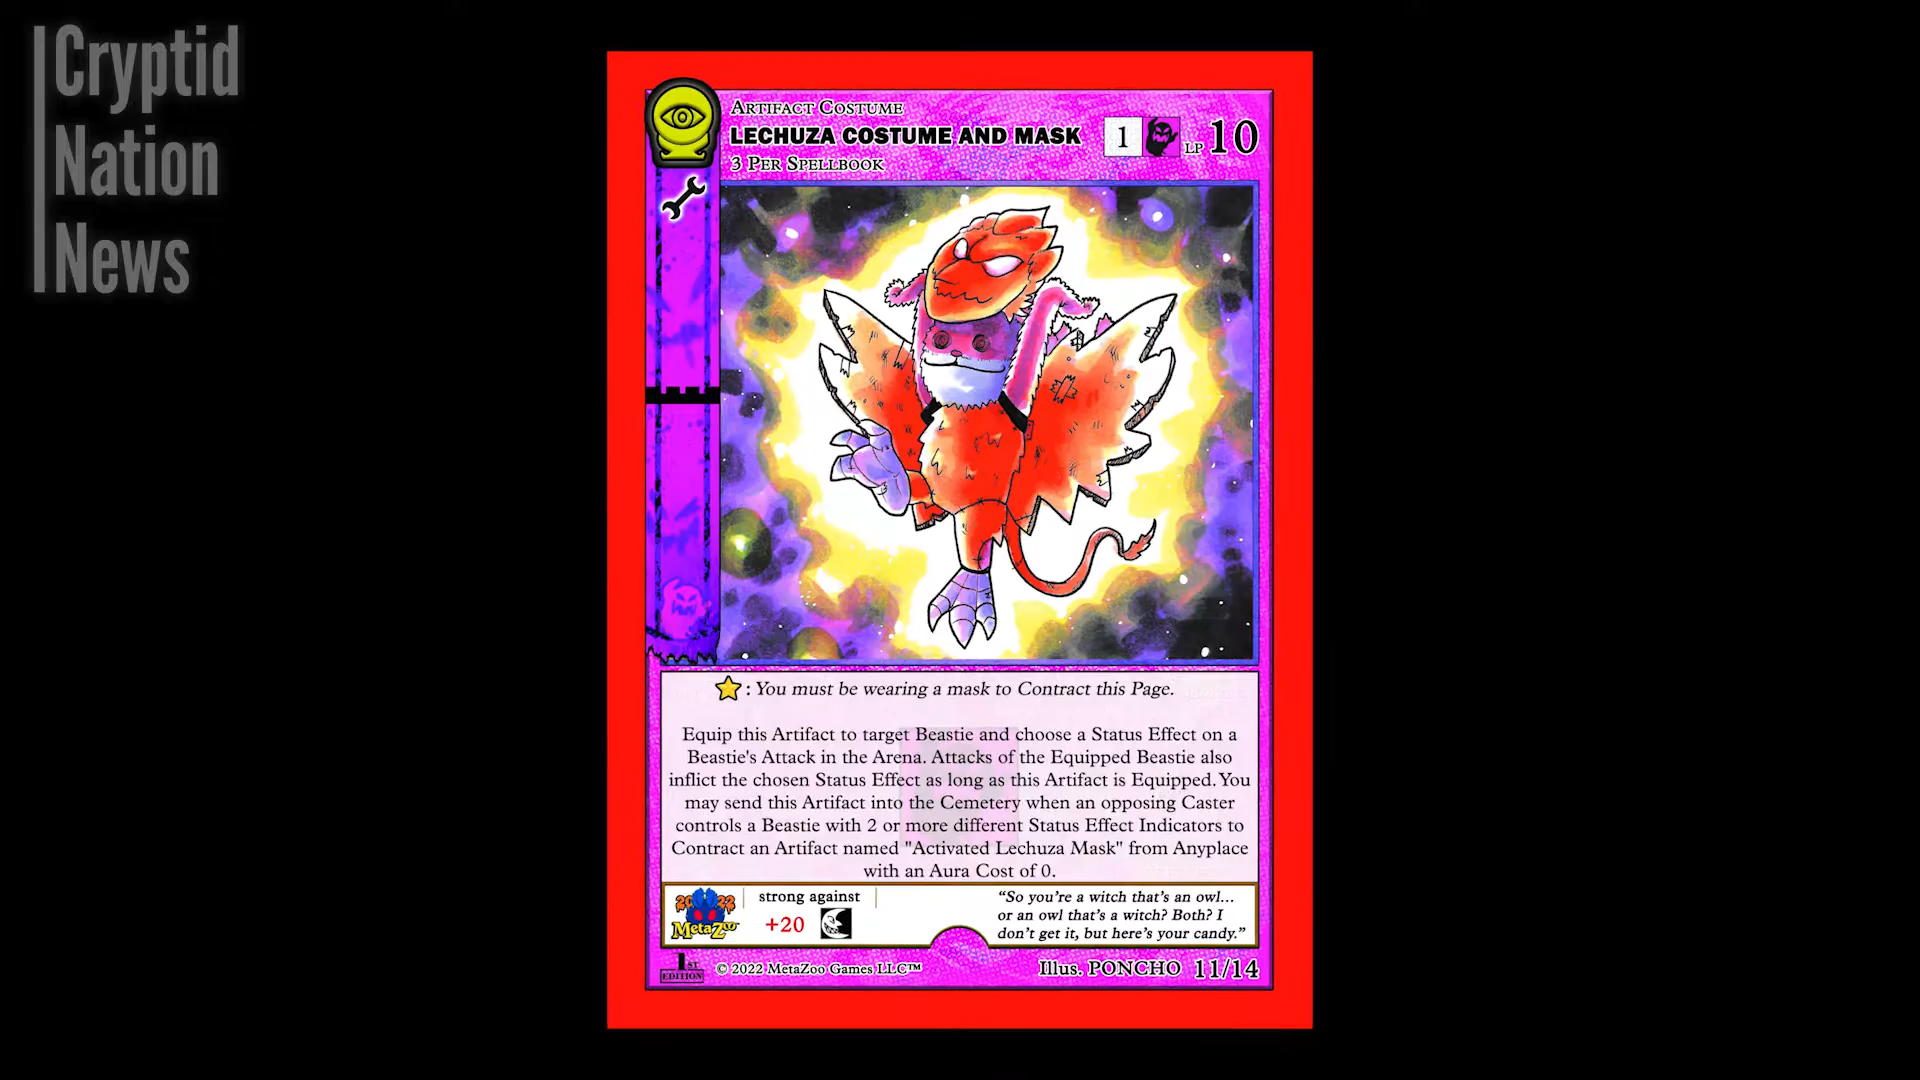 Cryptid
Nation
News
Artifact Costume
LECHUZA COSTUME AND MASK
3 Per Spellbook
1
LP 10
: You must be wearing a mask to Contract this Page.
Equip this Artifact to target Beastie and choose a Status Effect on a
Beastie's Attack in the Arena. Attacks of the Equipped Beastie also
inflict the chosen Status Effect as long as this Artifact is Equipped. You
may send this Artifact into the Cemetery when an opposing Caster
controls a Beastie with 2 or more different Status Effect Indicators to
Contract an Artifact named "Activated Lechuza Mask" from Anyplace
with an Aura Cost of 0.
2022
MetaZoo
strong against
+20
“So you’re a witch that’s an owl...
or an owl that’s a witch? Both? I
don’t get it, but here’s your candy.”
1ST
EDITION
© 2022 MetaZoo Games LLC™
Illus. PONCHO 11/14